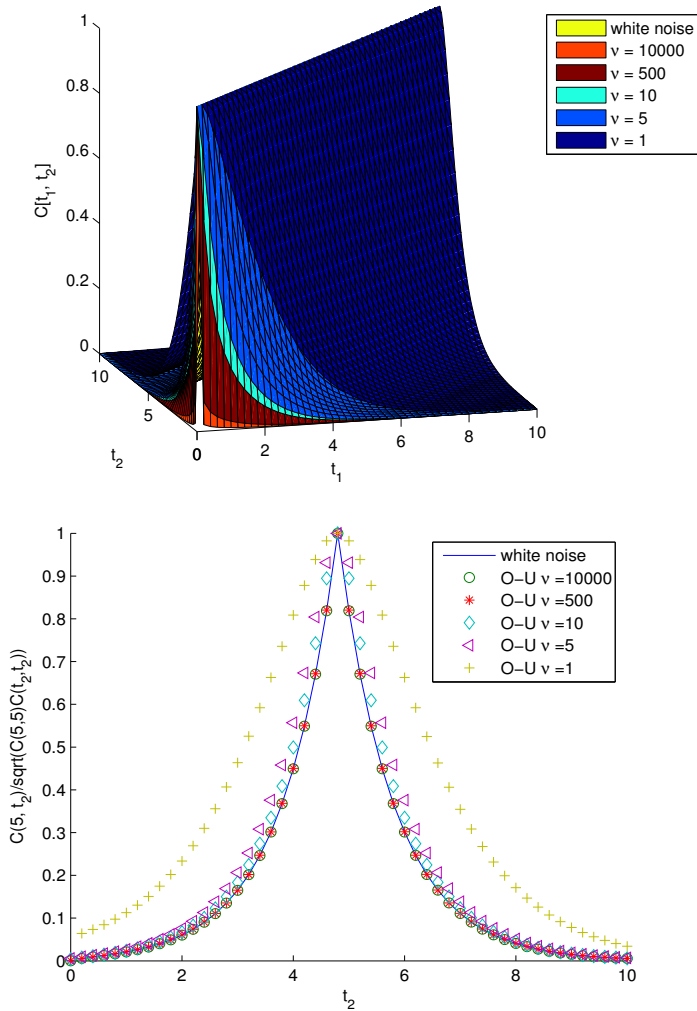 1
0.8
0.6
0.4
0.2
0
C[t1, t2]
10
5
0
t2
0
2
4
6
8
10
t1
white noise
ν = 10000
ν = 500
ν = 10
ν = 5
ν = 1
1
0.9
0.8
0.7
0.6
0.5
0.4
0.3
0.2
0.1
0
C(5, t2)/sqrt(C(5,5)C(t2,t2))
0
2
4
6
8
10
t2
white noise
O−U ν =10000
O−U ν =500
O−U ν =10
O−U ν =5
O−U ν =1